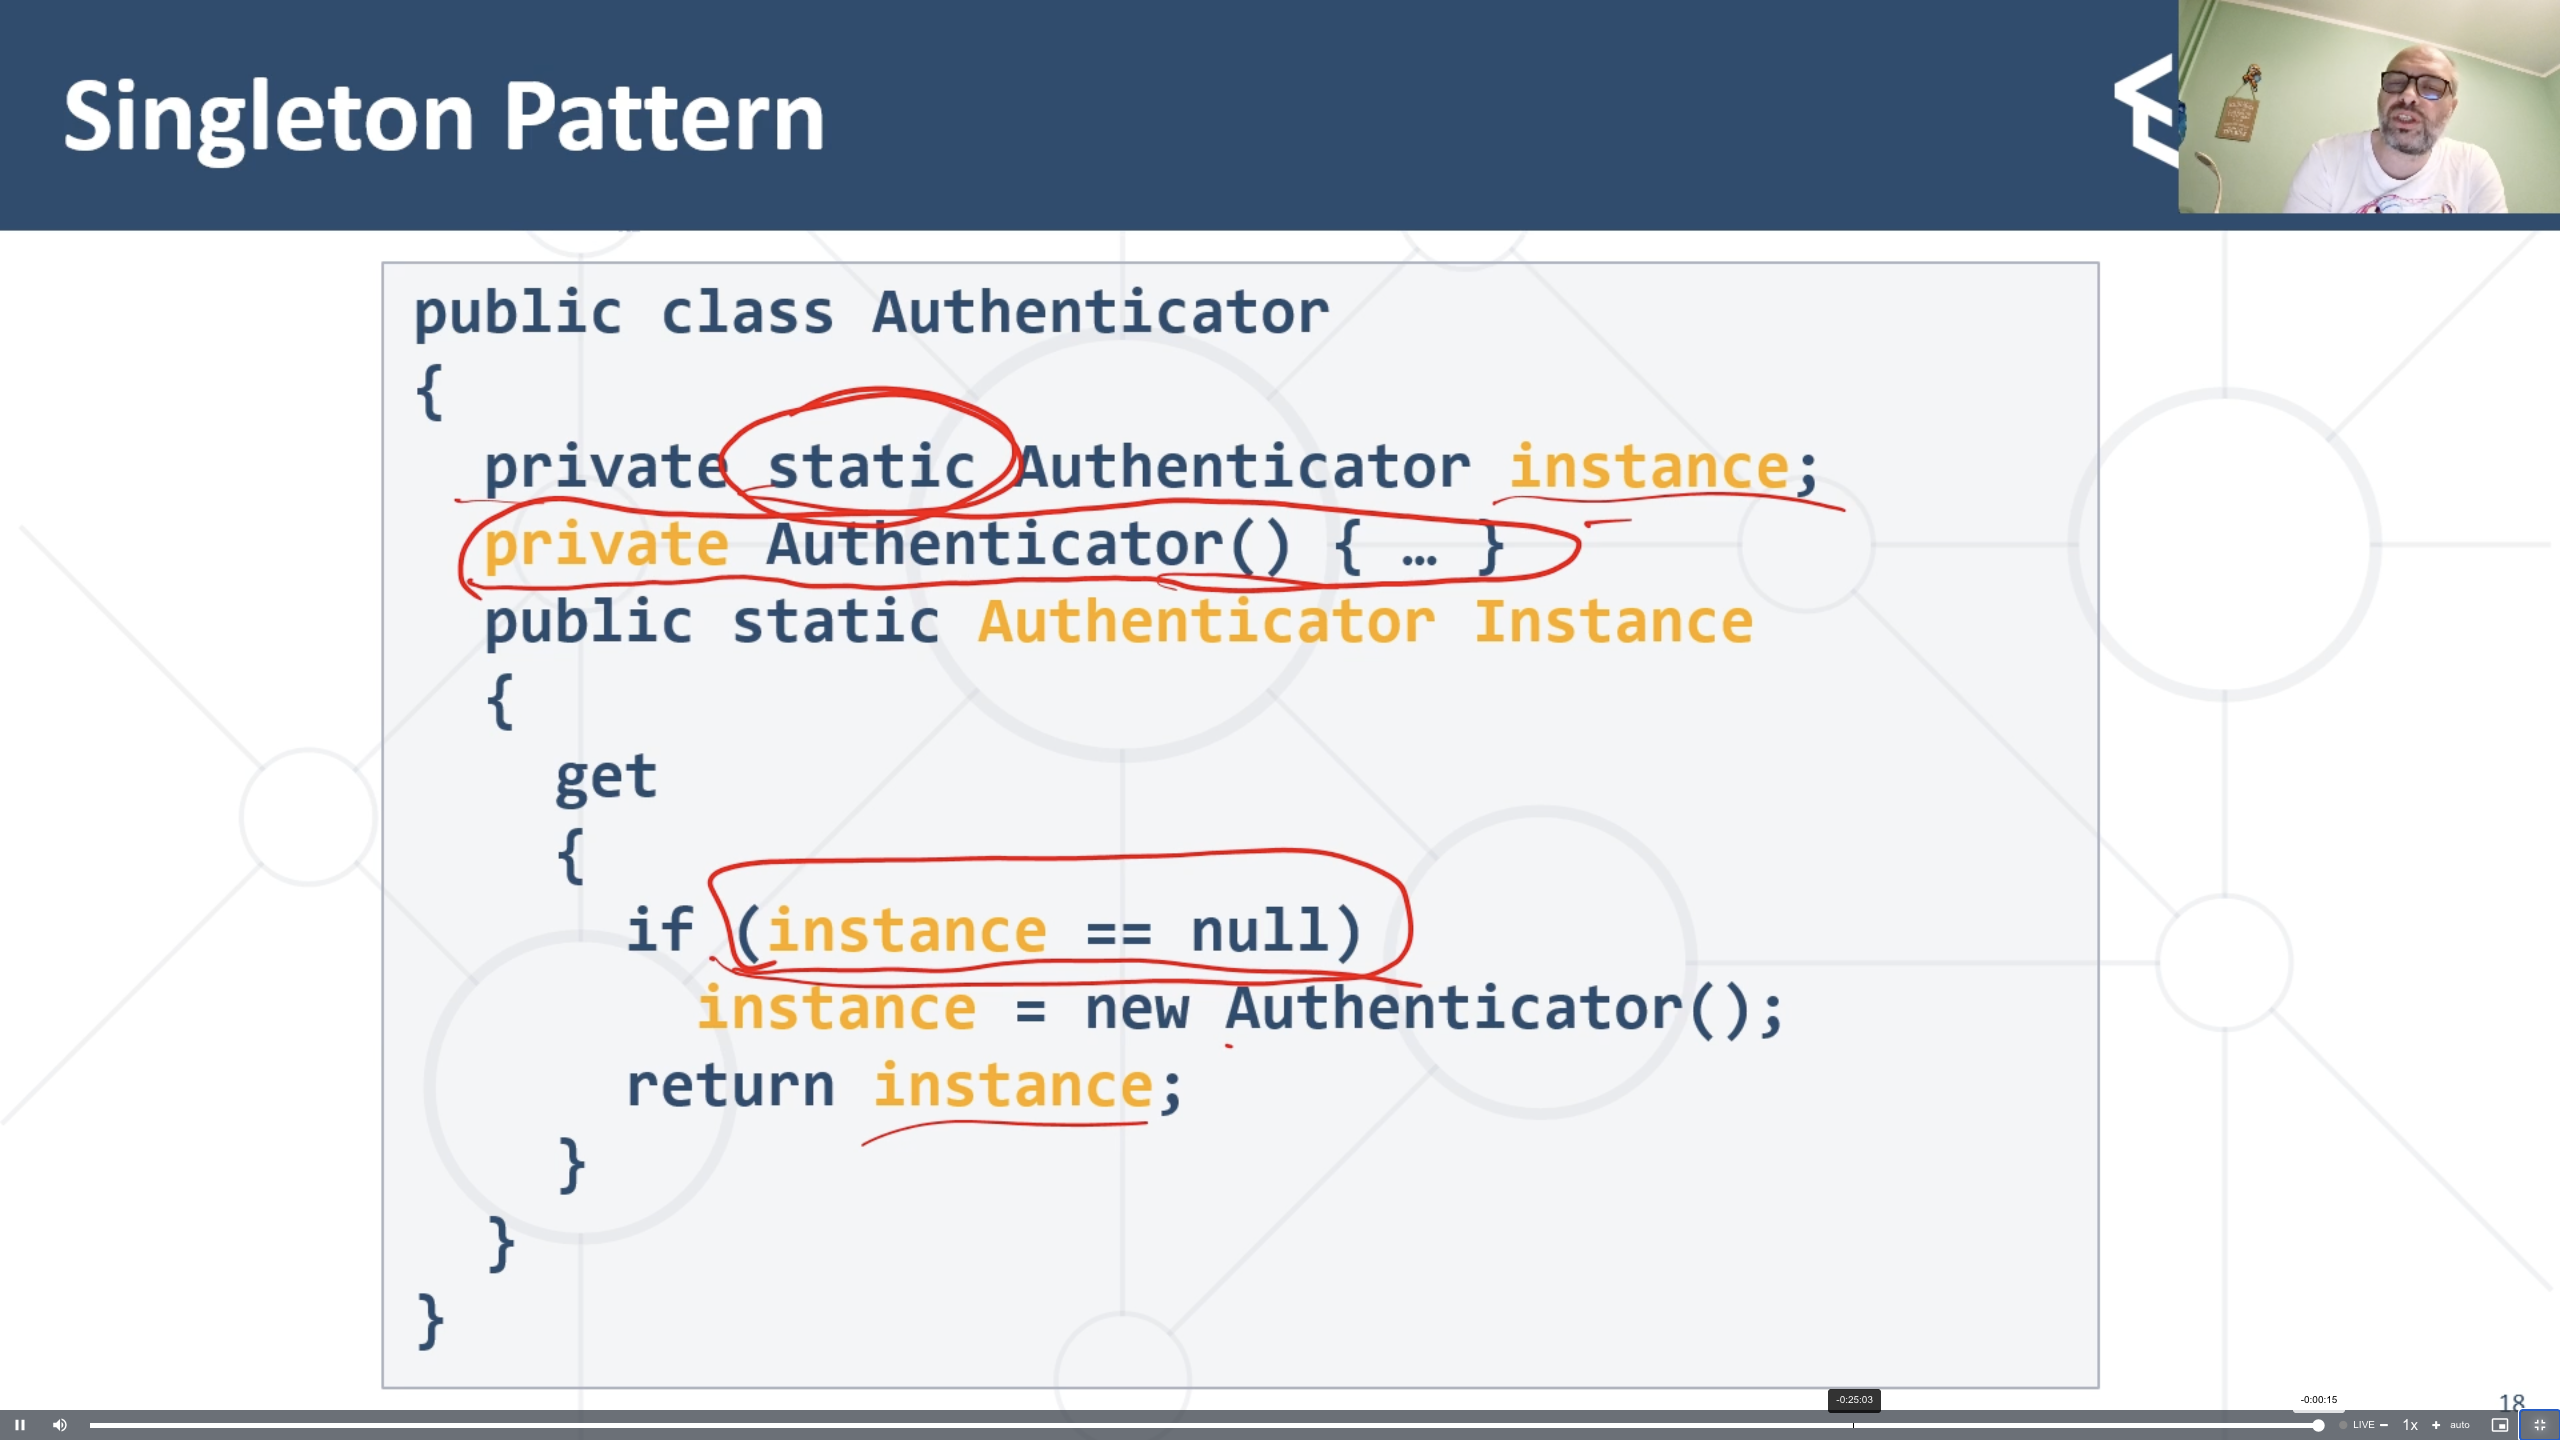 Singleton Pattern
public class Authenticator
{
private static Authenticator instance;
private Authenticator() { … }
public static Authenticator Instance
{
get
{
if (instance == null)
instance = new Authenticator();
return instance;
}
}
}
18
-0:25:03
-0:00:15
LIVE
1x
auto